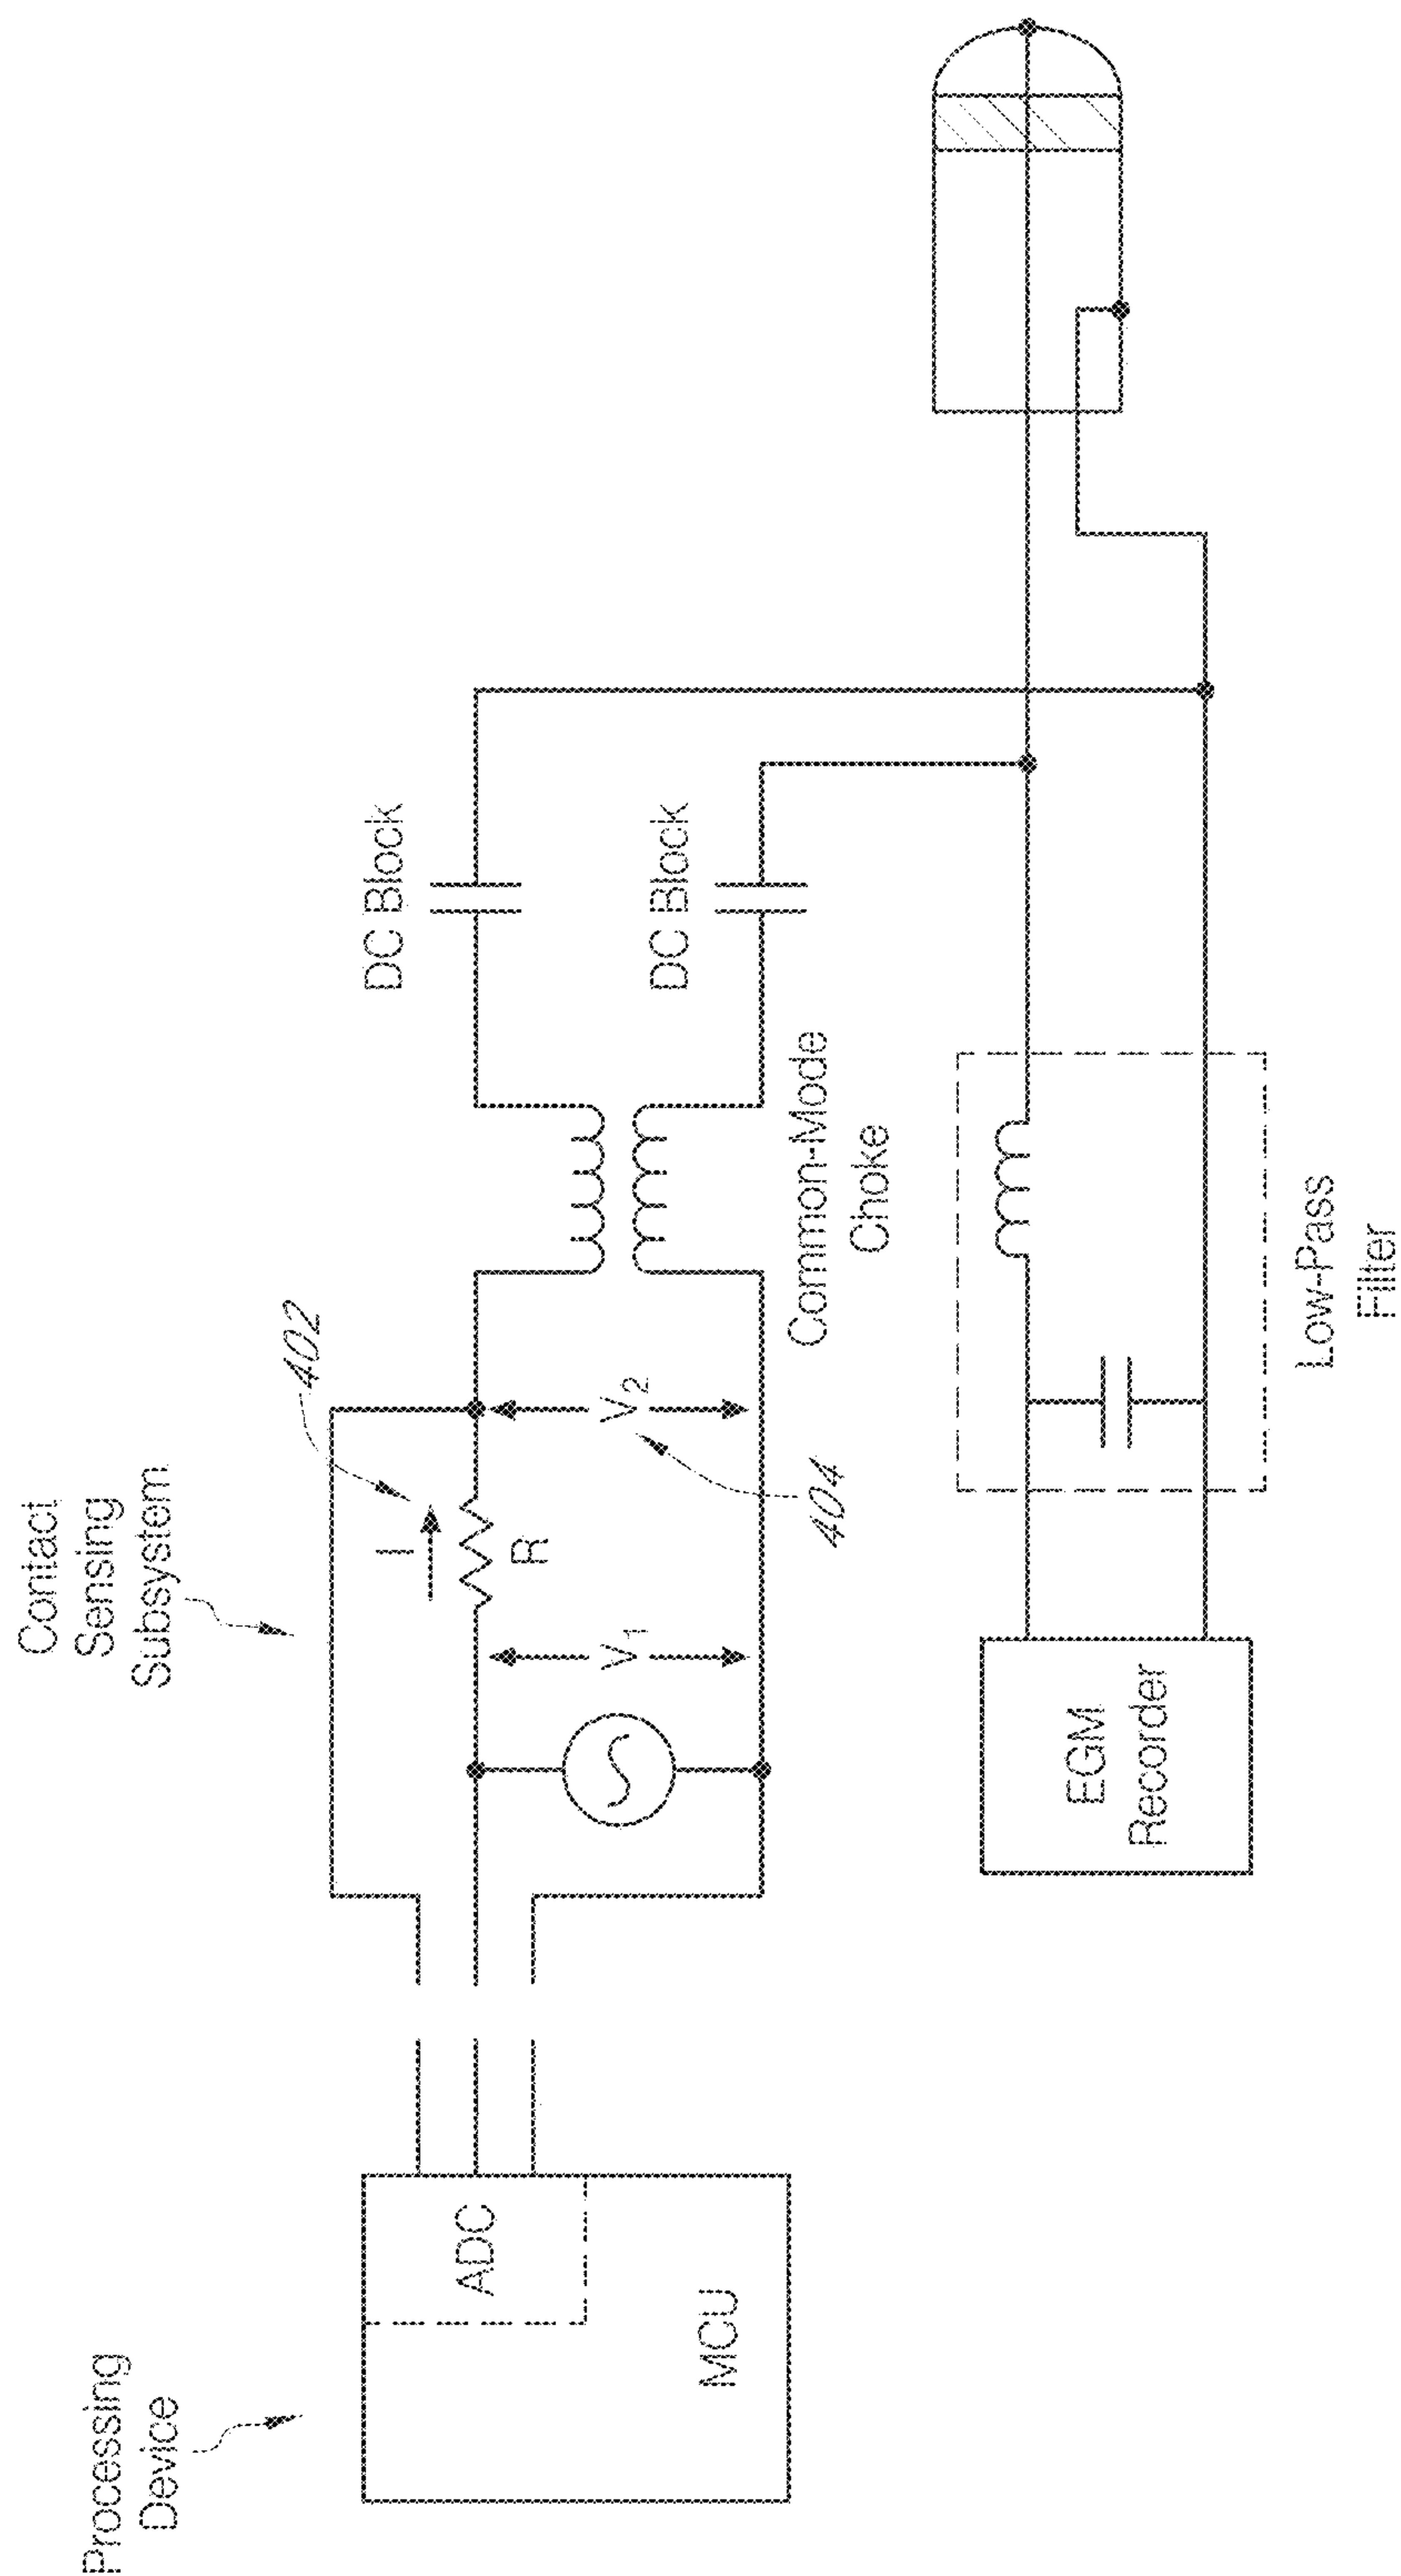 Processing
Device
ADC
MCU
Contact
Sensing
Subsystem
402
I
R
V1
V2
404
Common-Mode
Choke
DC Block
DC Block
EGM
Recorder
Low-Pass
Filter